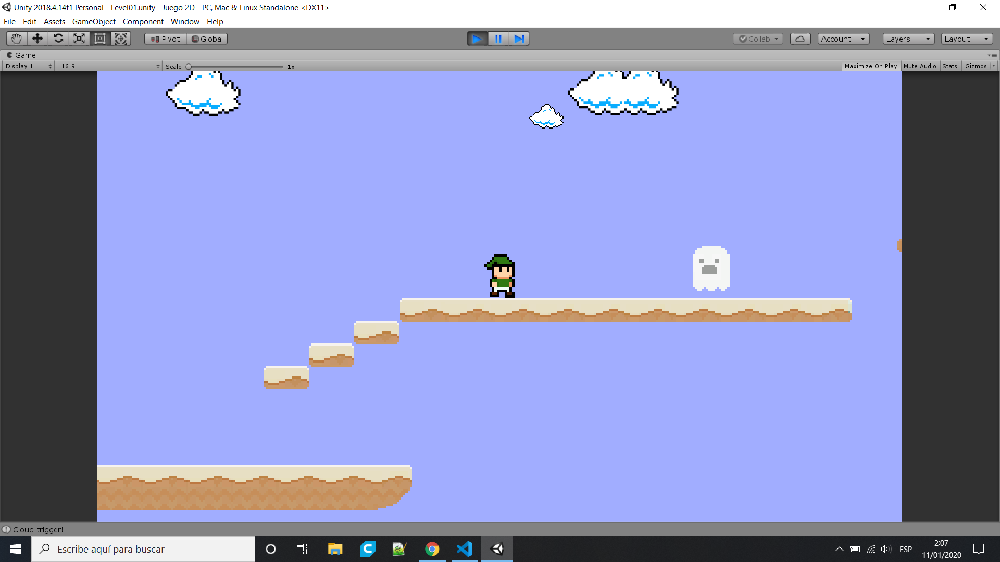 Unity 2018.4.14f1 Personal - Level01.unity - Juego 2D - PC, Mac & Linux Standalone <DX11>
File Edit Assets GameObject Component Window Help
Pivot Global Collab Account Layers Layout
Game
Display 1 16:9 Scale 1x Maximize On Play Mute Audio Stats Gizmos
Cloud trigger!
Escribe aquí para buscar ESP 2:07
11/01/2020